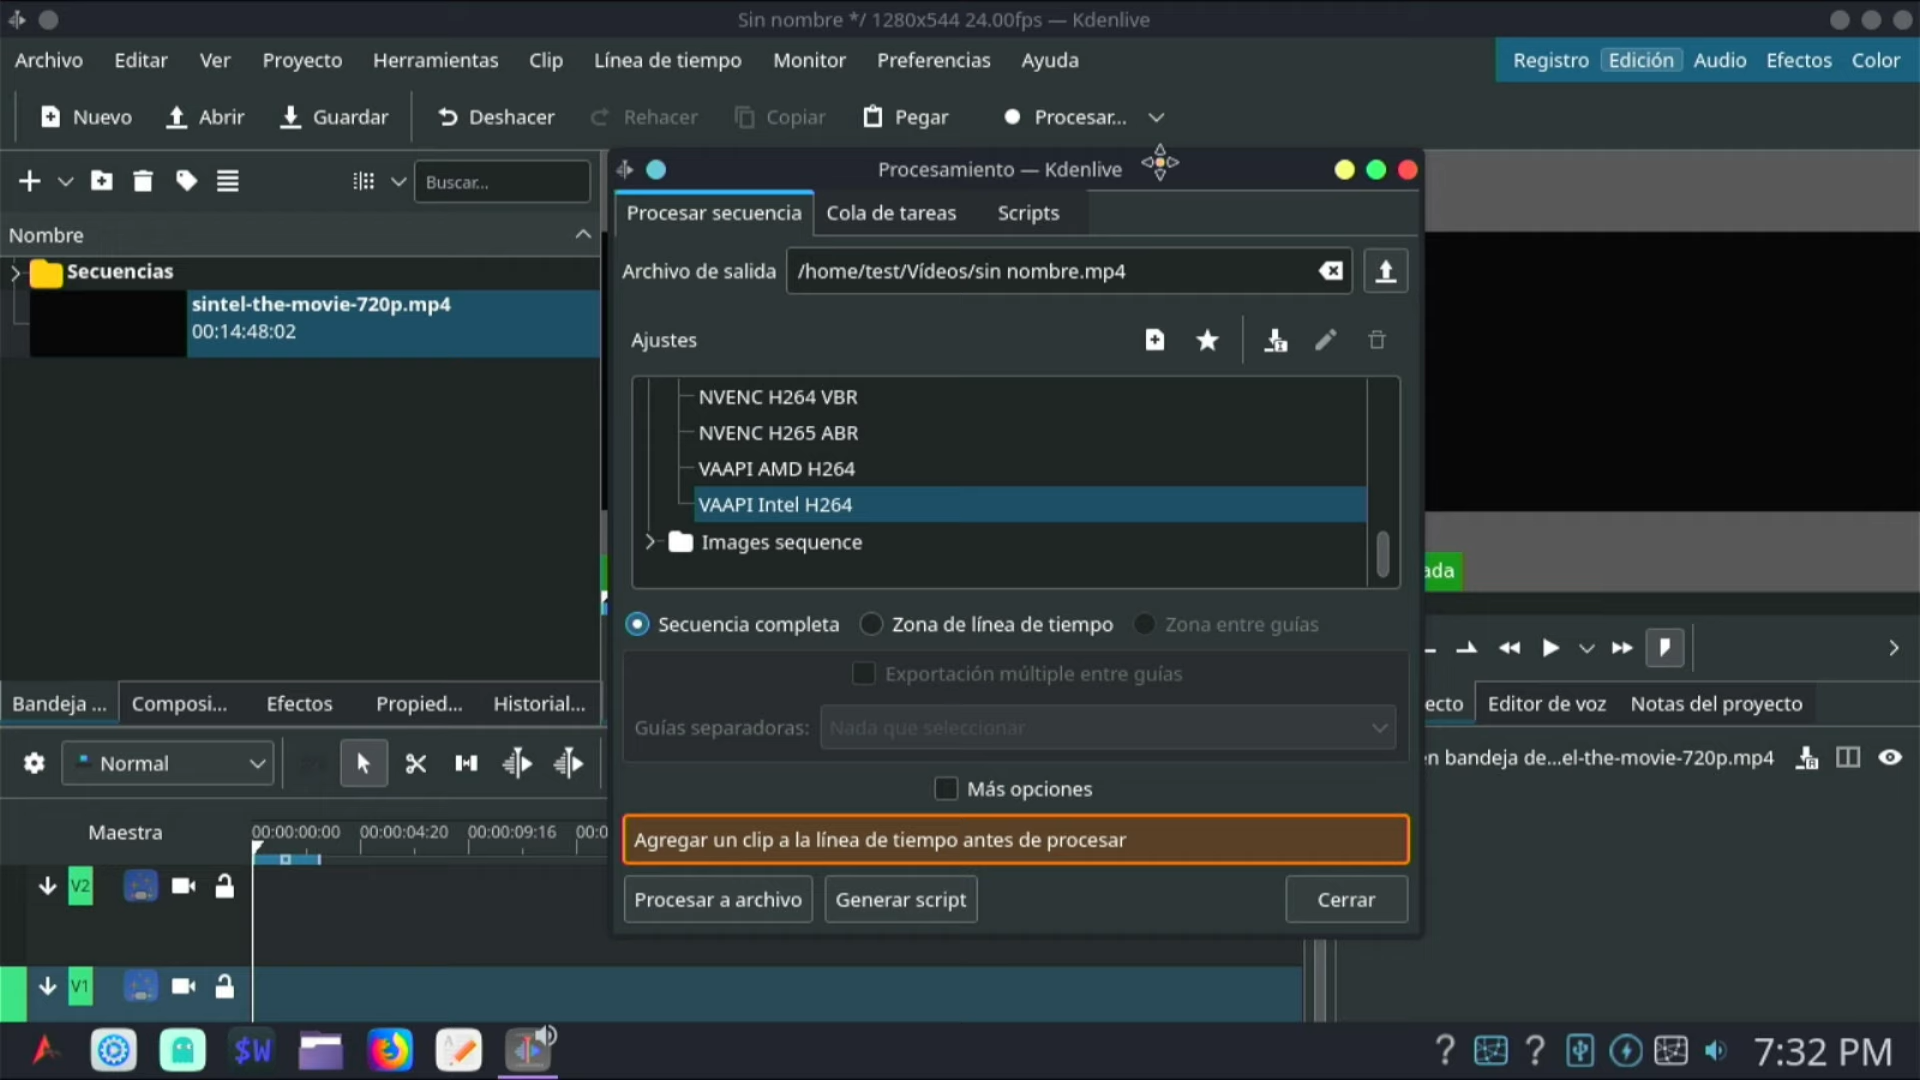 Sin nombre */ 1280x544 24.00fps — Kdenlive
Archivo Editar Ver Proyecto Herramientas Clip Línea de tiempo Monitor Preferencias Ayuda
Registro Edición Audio Efectos Color
Nuevo Abrir Guardar Deshacer Rehacer Copiar Pegar Procesar...
Buscar...
Nombre
Secuencias
sintel-the-movie-720p.mp4
00:14:48:02
Procesamiento — Kdenlive
Procesar secuencia Cola de tareas Scripts
Archivo de salida /home/test/Vídeos/sin nombre.mp4
Ajustes
NVENC H264 VBR
NVENC H265 ABR
VAAPI AMD H264
VAAPI Intel H264
Images sequence
Secuencia completa Zona de línea de tiempo Zona entre guías
Exportación múltiple entre guías
Guías separadoras: Nada que seleccionar
Más opciones
Agregar un clip a la línea de tiempo antes de procesar
Procesar a archivo Generar script Cerrar
ada
Bandeja ... Composi... Efectos Propied... Historial...
ecto Editor de voz Notas del proyecto
Normal
n bandeja de...el-the-movie-720p.mp4
Maestra
00:00:00:00 00:00:04:20 00:00:09:16 00:0
V2
V1
$W
7:32 PM